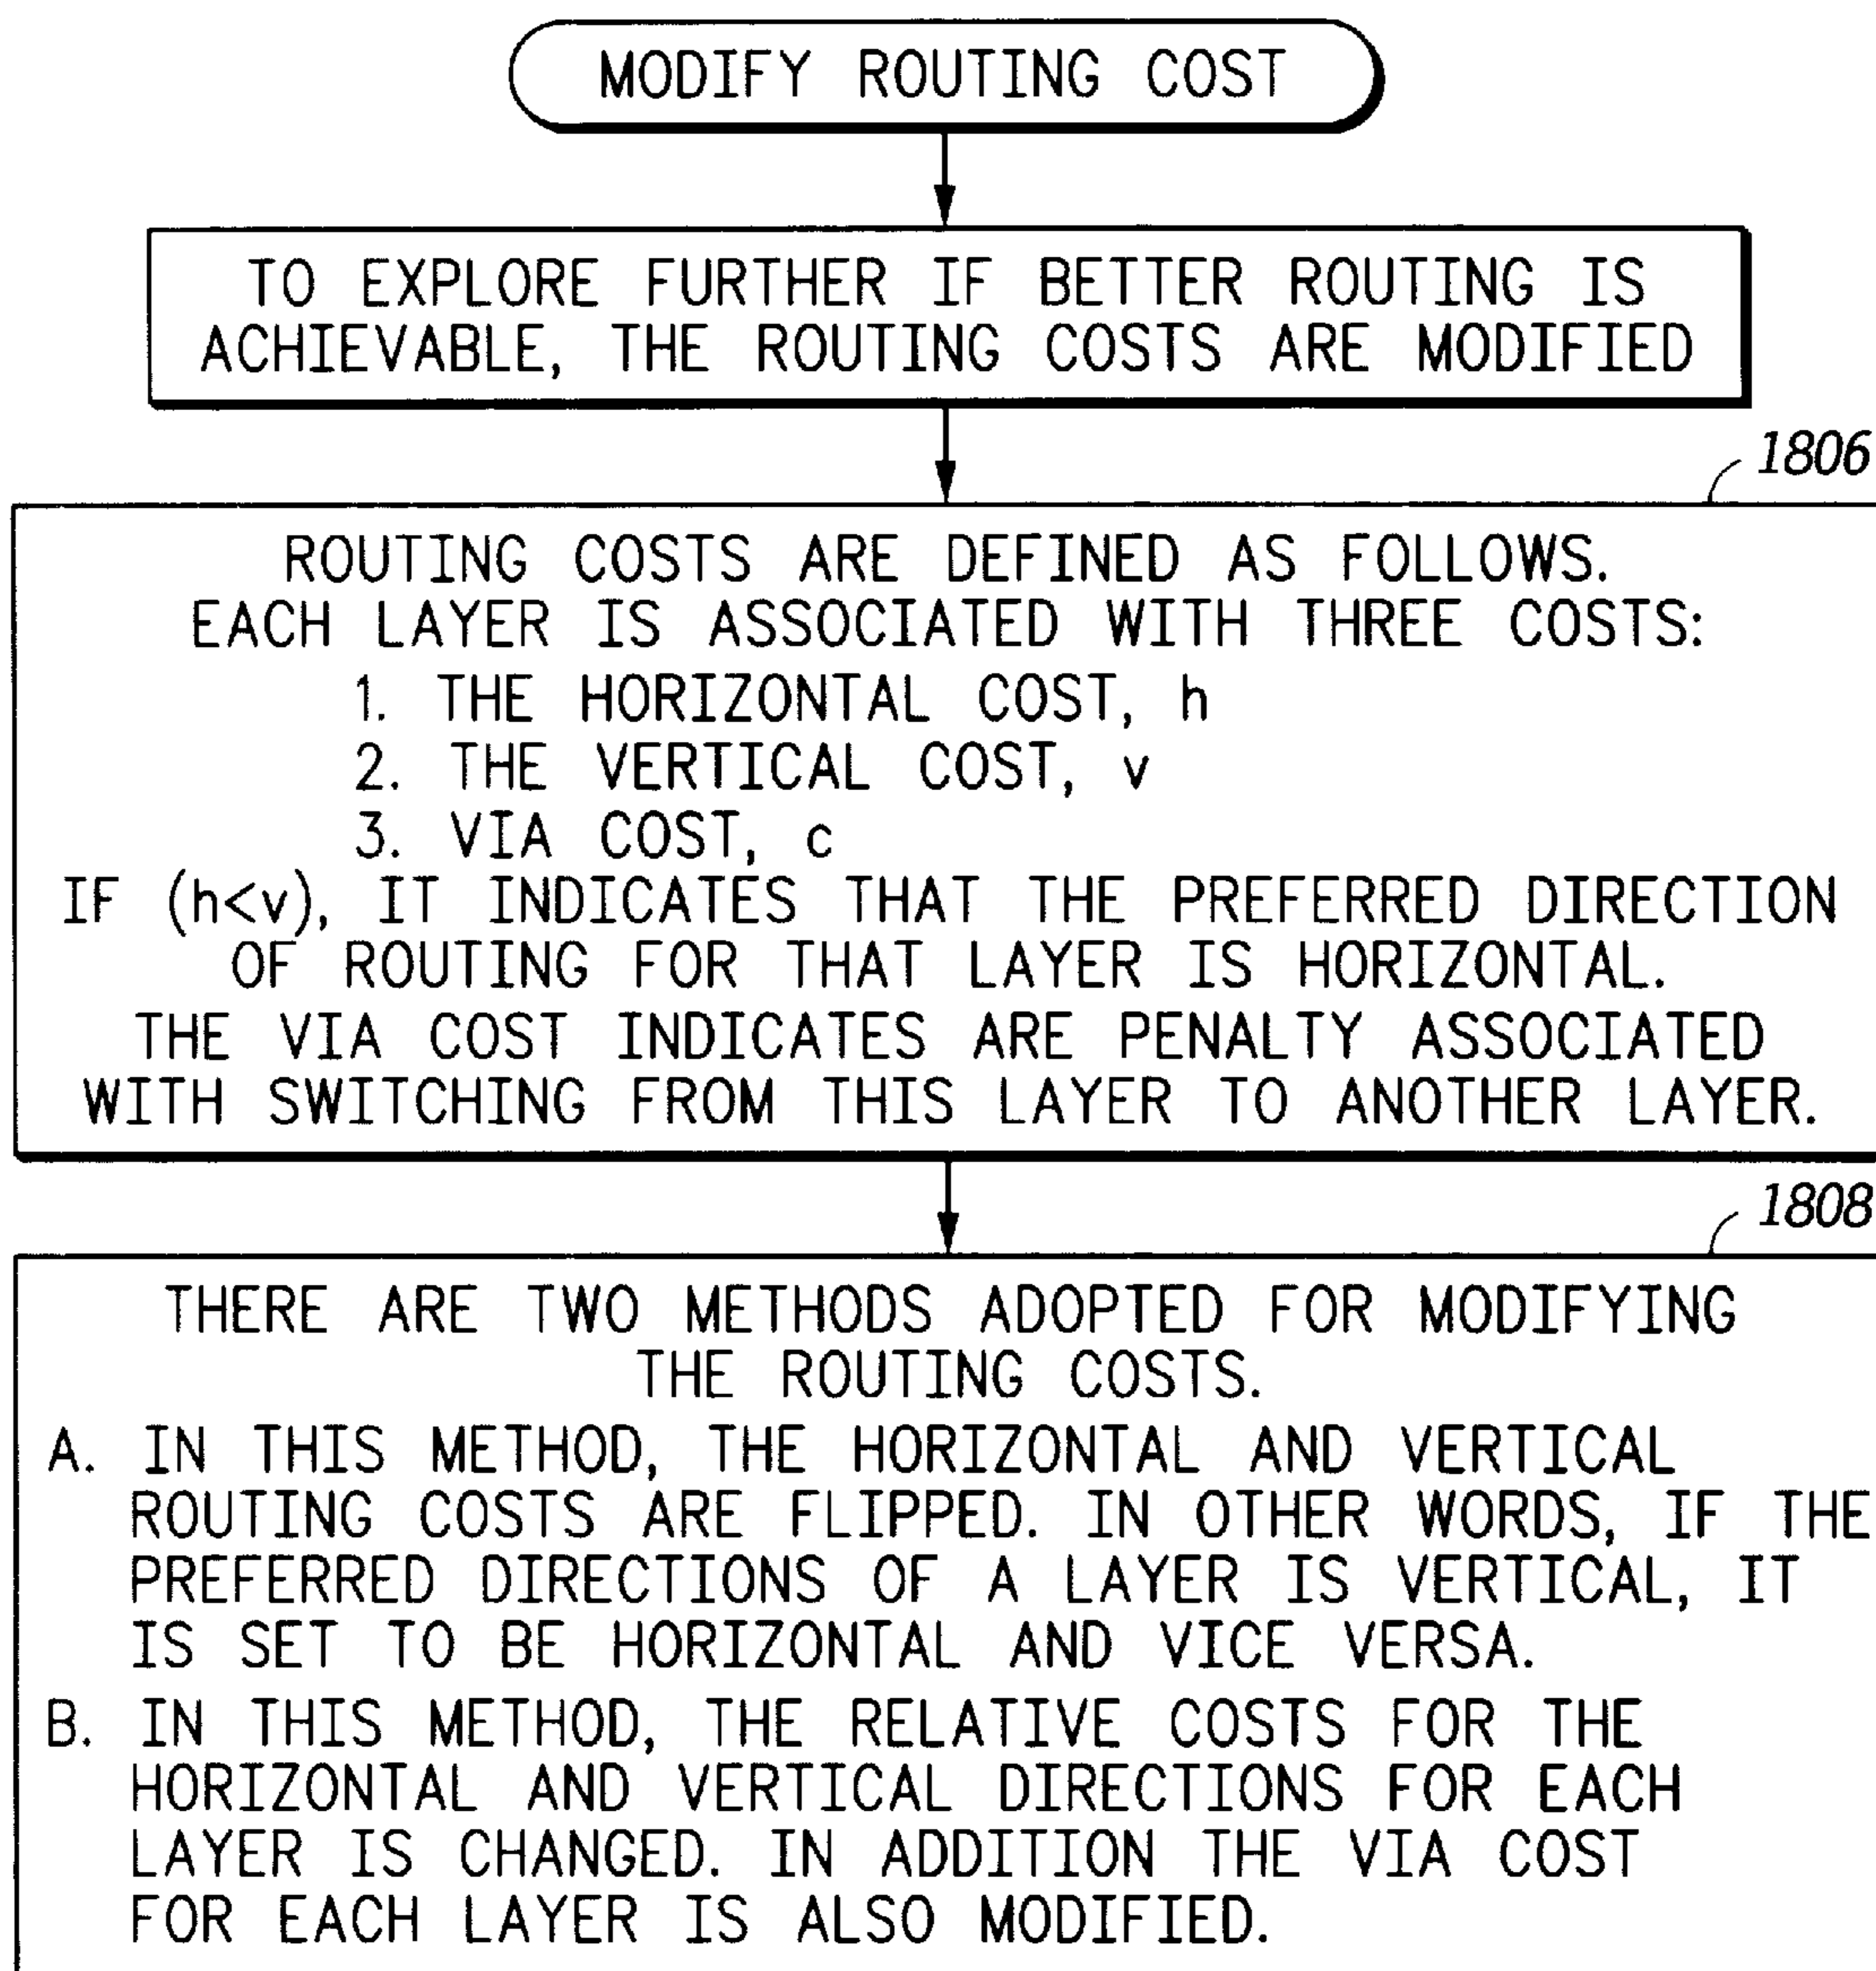 MODIFY ROUTING COST
TO EXPLORE FURTHER IF BETTER ROUTING IS
ACHIEVABLE, THE ROUTING COSTS ARE MODIFIED
1806
ROUTING COSTS ARE DEFINED AS FOLLOWS.
EACH LAYER IS ASSOCIATED WITH THREE COSTS:
1. THE HORIZONTAL COST, h
2. THE VERTICAL COST, v
3. VIA COST, c
IF (h<v), IT INDICATES THAT THE PREFERRED DIRECTION
OF ROUTING FOR THAT LAYER IS HORIZONTAL.
THE VIA COST INDICATES ARE PENALTY ASSOCIATED
WITH SWITCHING FROM THIS LAYER TO ANOTHER LAYER.
1808
THERE ARE TWO METHODS ADOPTED FOR MODIFYING
THE ROUTING COSTS.
A. IN THIS METHOD, THE HORIZONTAL AND VERTICAL
ROUTING COSTS ARE FLIPPED. IN OTHER WORDS, IF THE
PREFERRED DIRECTIONS OF A LAYER IS VERTICAL, IT
IS SET TO BE HORIZONTAL AND VICE VERSA.
B. IN THIS METHOD, THE RELATIVE COSTS FOR THE
HORIZONTAL AND VERTICAL DIRECTIONS FOR EACH
LAYER IS CHANGED. IN ADDITION THE VIA COST
FOR EACH LAYER IS ALSO MODIFIED.